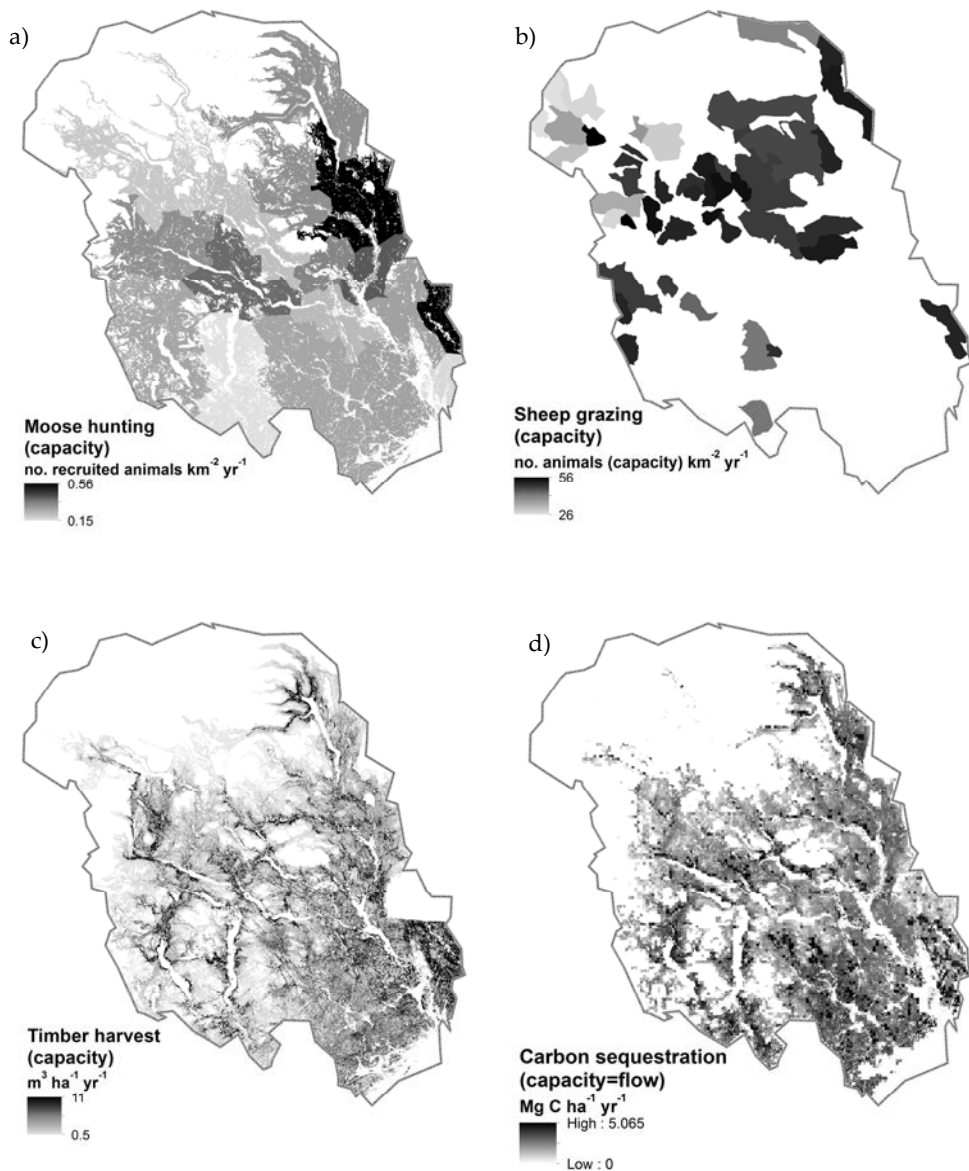 a)
Moose hunting
(capacity)
no. recruited animals km⁻² yr⁻¹
0.56
0.15
b)
Sheep grazing
(capacity)
no. animals (capacity) km⁻² yr⁻¹
56
26
c)
Timber harvest
(capacity)
m³ ha⁻¹ yr⁻¹
11
0.5
d)
Carbon sequestration
(capacity=flow)
Mg C ha⁻¹ yr⁻¹
High : 5.065
Low : 0